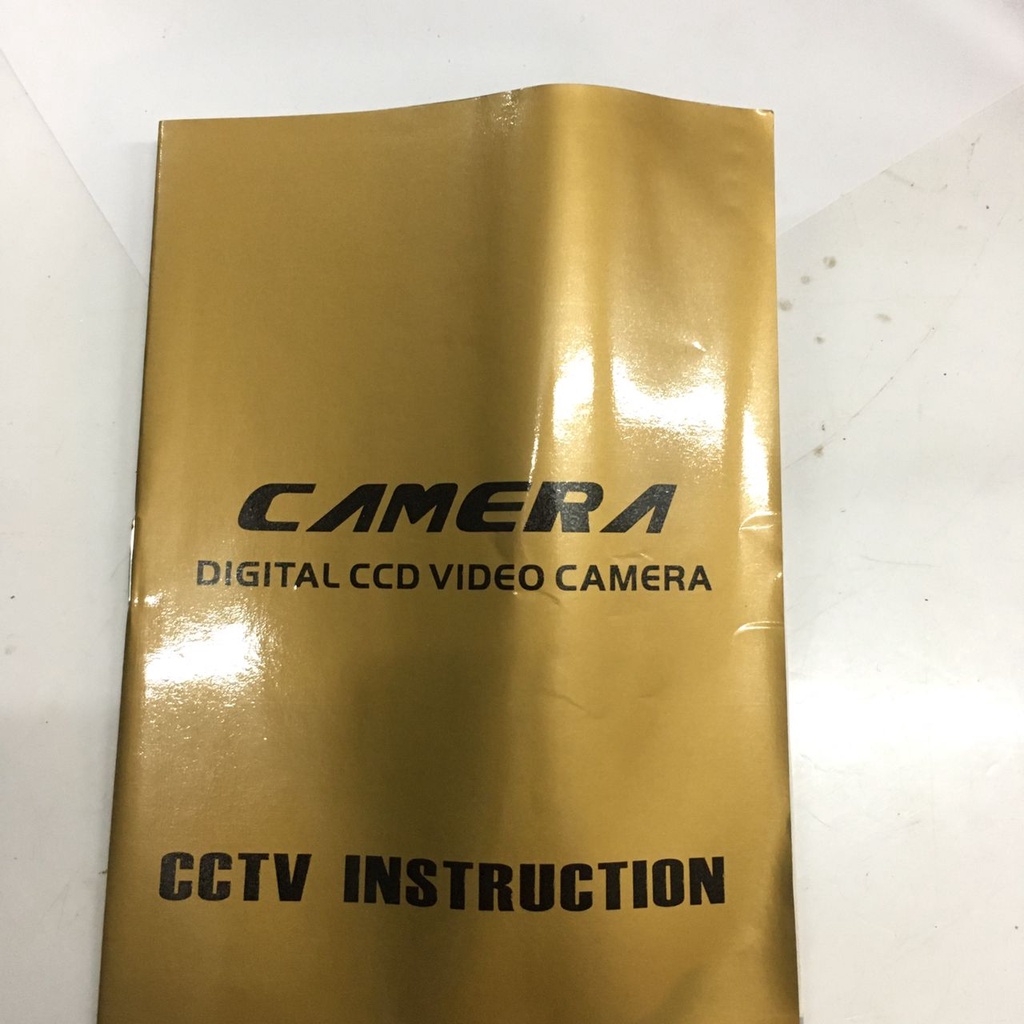 CAMERA
DIGITAL CCD VIDEO CAMERA
CCTV INSTRUCTION